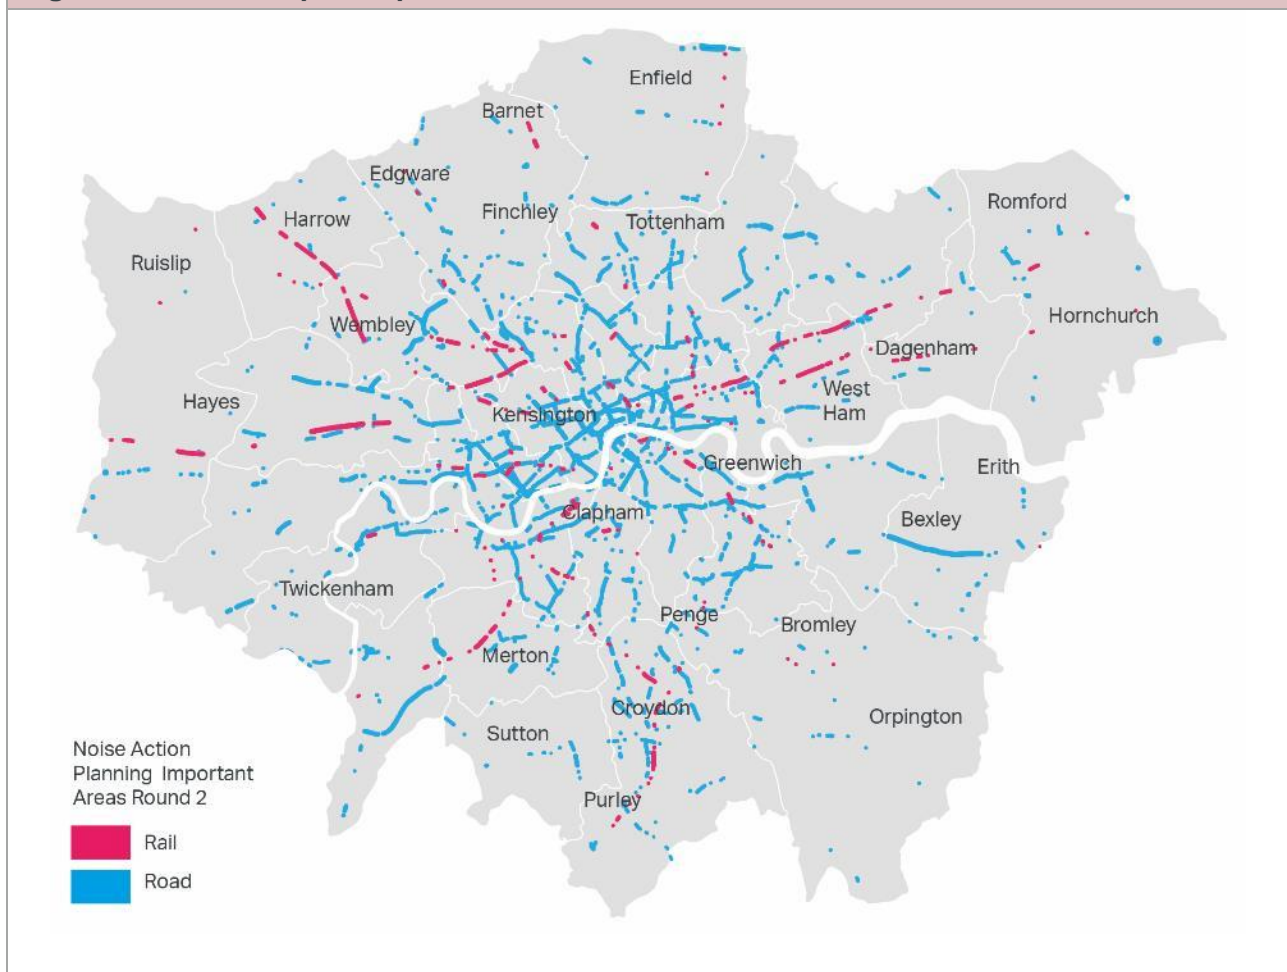 Enfield
Barnet
Edgware
Harrow
Finchley
Tottenham
Romford
Ruislip
Wembley
Hornchurch
Dagenham
Hayes
Kensington
West
Ham
Greenwich
Erith
Clapham
Bexley
Twickenham
Penge
Bromley
Merton
Croydon
Orpington
Sutton
Noise Action
Planning Important
Areas Round 2
Purley
Rail
Road